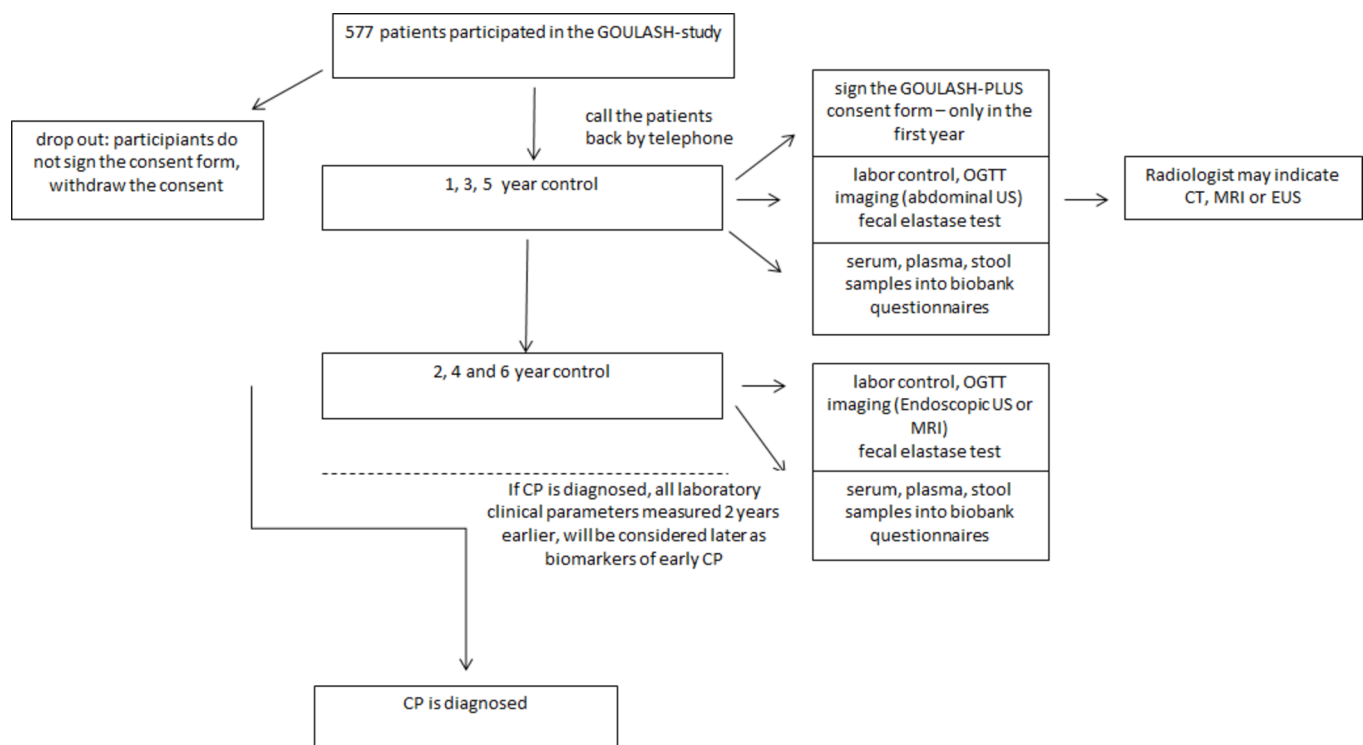 577 patients participated in the GOULASH-study
drop out: participiants do
not sign the consent form,
withdraw the consent
call the patients
back by telephone
1, 3, 5 year control
sign the GOULASH-PLUS
consent form – only in the
first year
labor control, OGTT
imaging (abdominal US)
fecal elastase test
serum, plasma, stool
samples into biobank
questionnaires
Radiologist may indicate
CT, MRI or EUS
2, 4 and 6 year control
labor control, OGTT
imaging (Endoscopic US or
MRI)
fecal elastase test
serum, plasma, stool
samples into biobank
questionnaires
If CP is diagnosed, all laboratory
clinical parameters measured 2 years
earlier, will be considered later as
biomarkers of early CP
CP is diagnosed